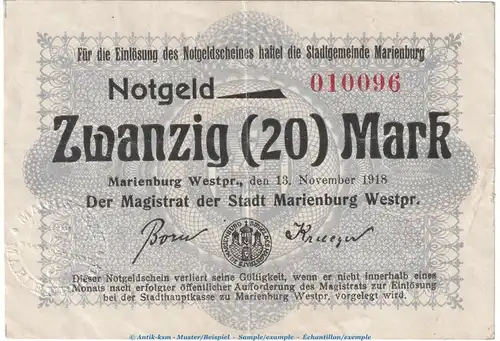 Für die Einlösung des Notgeldscheines haftet die Stadtgemeinde Marienburg
Notgeld 010096
Zwanzig (20) Mark
Marienburg Westpr., den 13. November 1918
Der Magistrat der Stadt Marienburg Westpr.
Born Krueger
Dieser Notgeldschein verliert seine Gültigkeit, wenn er nicht innerhalb eines
Monats nach erfolgter öffentlicher Aufforderung des Magistrats zur Einlösung
bei der Stadthauptkasse zu Marienburg Westpr. vorgelegt wird.
© Antik-ksm - Muster/Beispiel - Sample/exemple - Échantillon/exemple